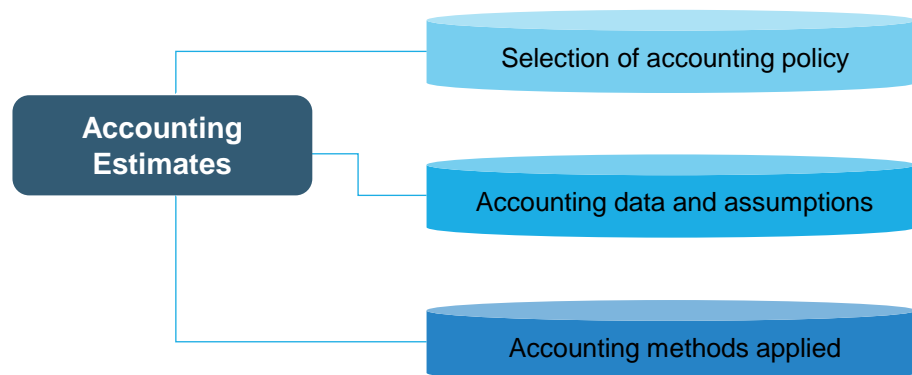 Accounting
Estimates
Selection of accounting policy
Accounting data and assumptions
Accounting methods applied